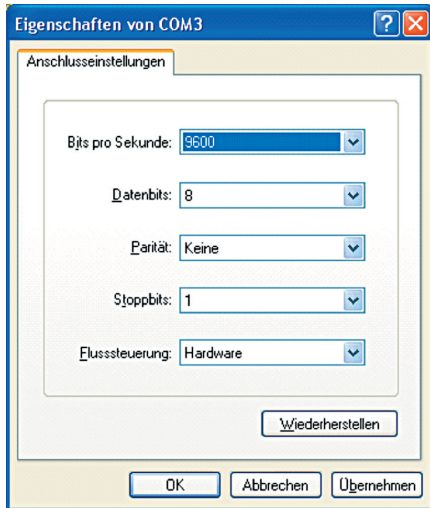 Eigenschaften von COM3
Anschlusseinstellungen
Bits pro Sekunde: 9600
Datenbits: 8
Parität: Keine
Stoppbits: 1
Flusssteuerung: Hardware
Wiederherstellen
OK Abbrechen Übernehmen